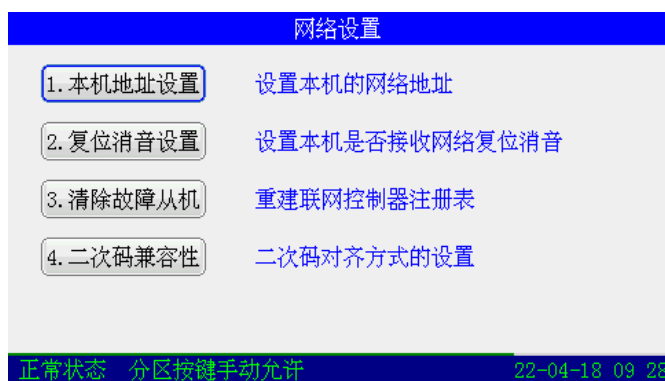 网络设置
1.本机地址设置 设置本机的网络地址
2.复位消音设置 设置本机是否接收网络复位消音
3.清除故障从机 重建联网控制器注册表
4.二次码兼容性 二次码对齐方式的设置
正常状态 分区按键手动允许 22-04-18 09 28